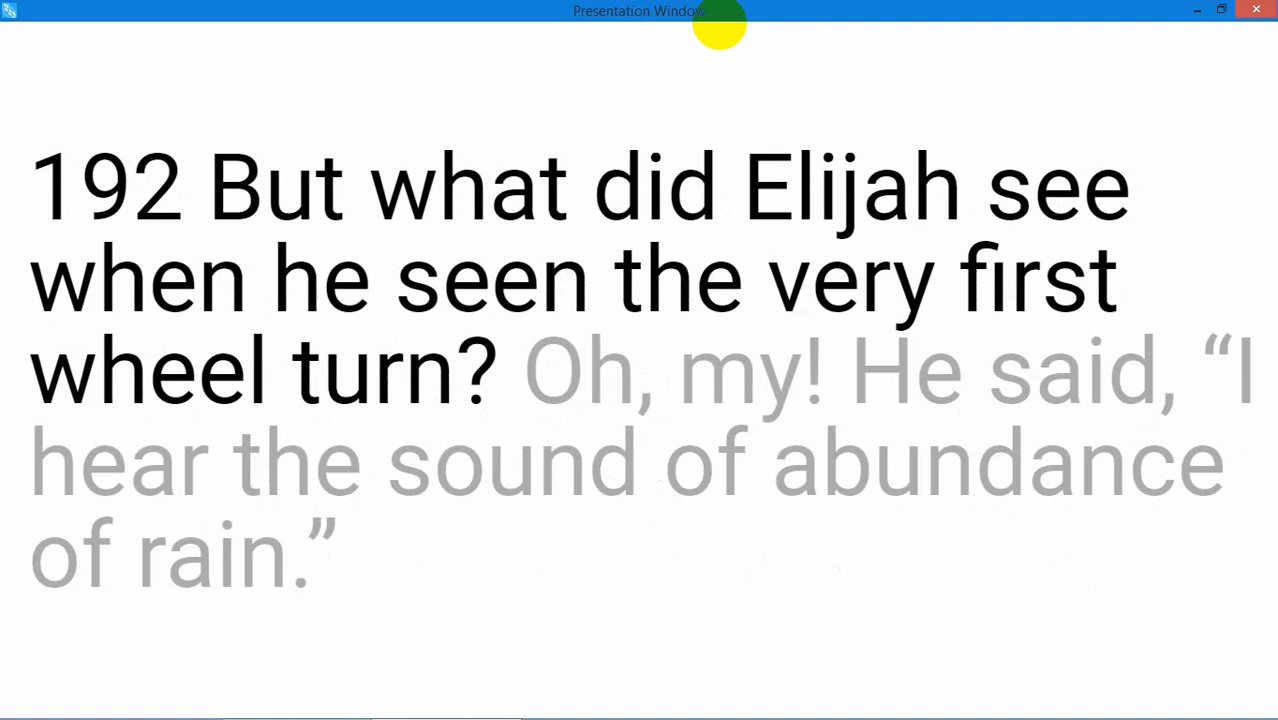 Presentation Window
192 But what did Elijah see
when he seen the very first
wheel turn? Oh, my! He said, “I
hear the sound of abundance
of rain.”